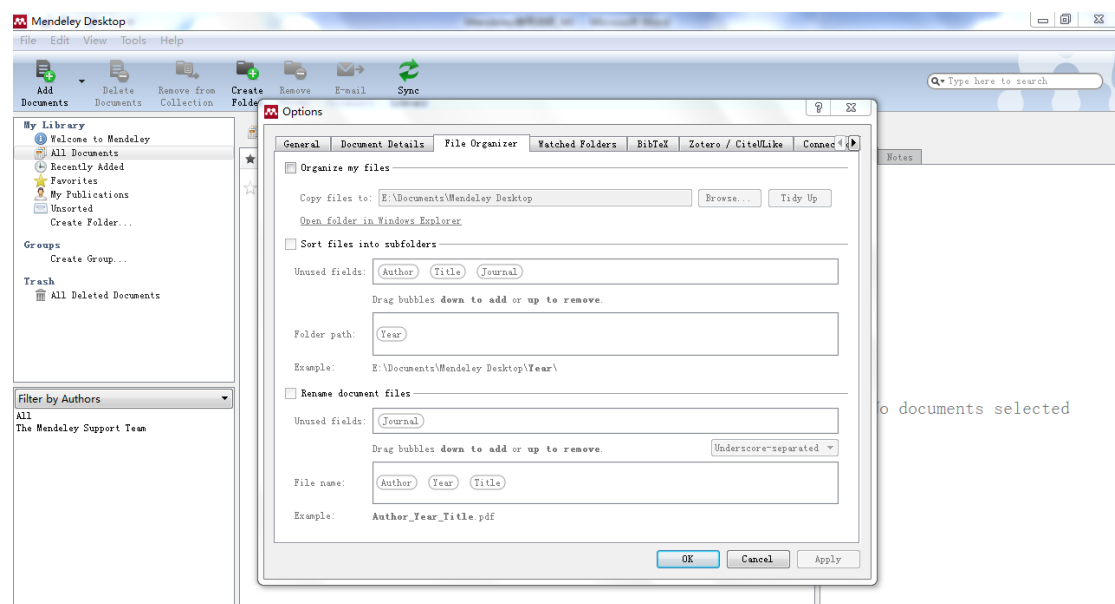 Mendeley Desktop
File Edit View Tools Help
Add Documents
Delete Documents
Remove from Collection
Create Folde
Remove
E-mail
Sync
Type here to search
My Library
Welcome to Mendeley
All Documents
Recently Added
Favorites
My Publications
Unsorted
Create Folder...
Groups
Create Group...
Trash
All Deleted Documents
Filter by Authors
All
The Mendeley Support Team
Options
General Document Details File Organizer Watched Folders BibTeX Zotero / CiteULike Connec
Organize my files
Copy files to: E:\Documents\Mendeley Desktop Browse... Tidy Up
Open folder in Windows Explorer
Sort files into subfolders
Unused fields: Author Title Journal
Drag bubbles down to add or up to remove.
Folder path: Year
Example: E:\Documents\Mendeley Desktop\Year\
Rename document files
Unused fields: Journal
Drag bubbles down to add or up to remove. Underscore-separated
File name: Author Year Title
Example: Author_Year_Title.pdf
OK Cancel Apply
Notes
o documents selected